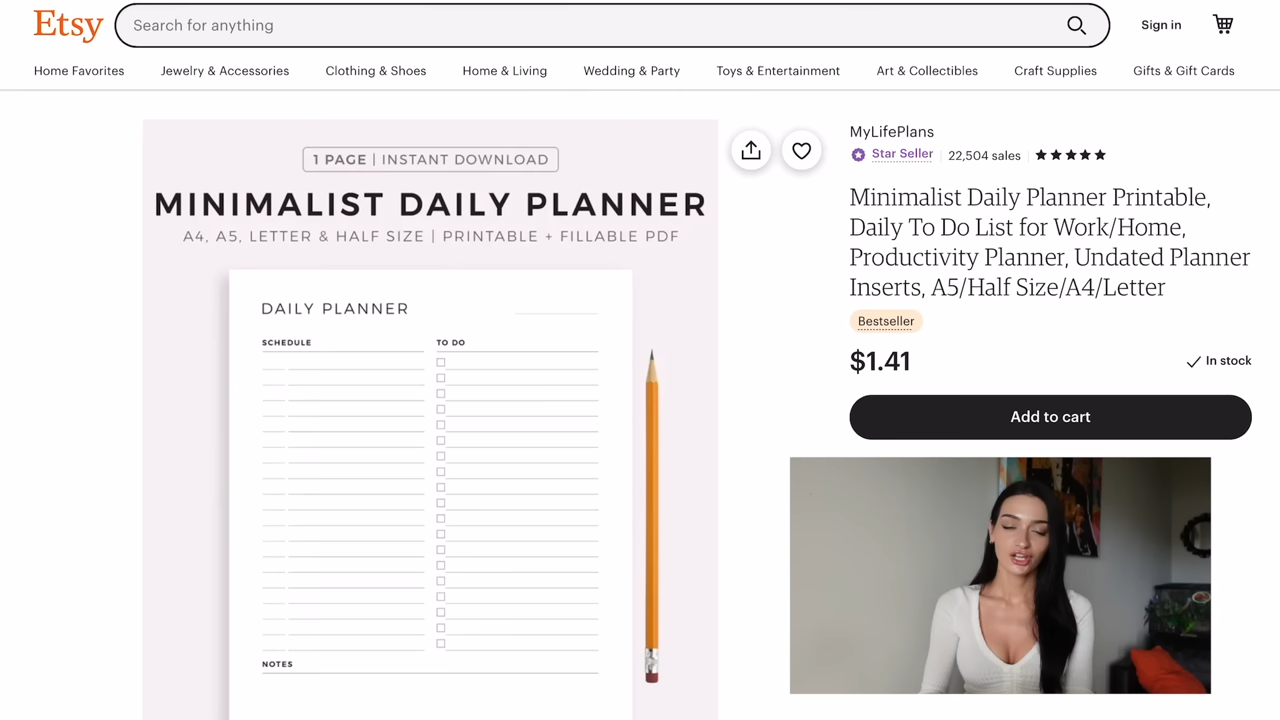 Etsy
Search for anything
Sign in
Home Favorites
Jewelry & Accessories
Clothing & Shoes
Home & Living
Wedding & Party
Toys & Entertainment
Art & Collectibles
Craft Supplies
Gifts & Gift Cards
1 PAGE | INSTANT DOWNLOAD
MINIMALIST DAILY PLANNER
A4, A5, LETTER & HALF SIZE | PRINTABLE + FILLABLE PDF
DAILY PLANNER
SCHEDULE
TO DO
NOTES
MyLifePlans
Star Seller
22,504 sales
Minimalist Daily Planner Printable,
Daily To Do List for Work/Home,
Productivity Planner, Undated Planner
Inserts, A5/Half Size/A4/Letter
Bestseller
$1.41
In stock
Add to cart